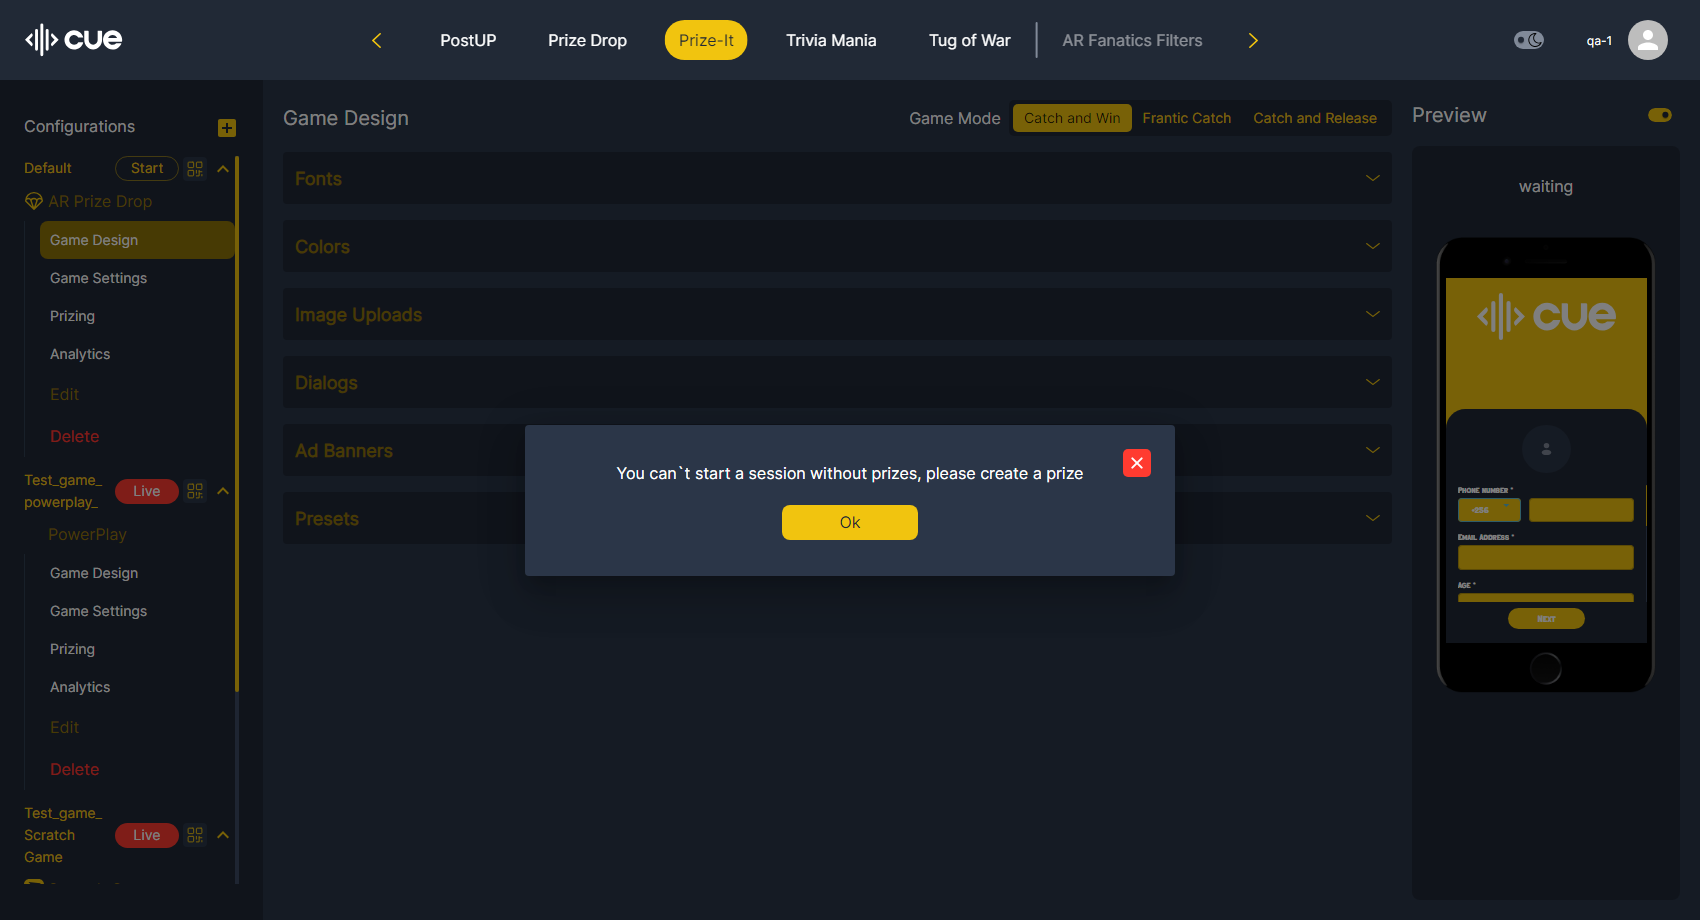 cue
PostUP
Prize Drop
Prize-It
Trivia Mania
Tug of War
AR Fanatics Filters
qa-1
Configurations
Default
Start
AR Prize Drop
Game Design
Game Settings
Prizing
Analytics
Edit
Delete
Test_game_
powerplay_
Live
PowerPlay
Game Design
Game Settings
Prizing
Analytics
Edit
Delete
Test_game_
Scratch
Game
Live
Game Design
Game Mode
Catch and Win
Frantic Catch
Catch and Release
Fonts
Colors
Image Uploads
Dialogs
Ad Banners
Presets
You can`t start a session without prizes, please create a prize
Ok
Preview
waiting
cue
Phone number *
+256
Email Address *
Age *
Next